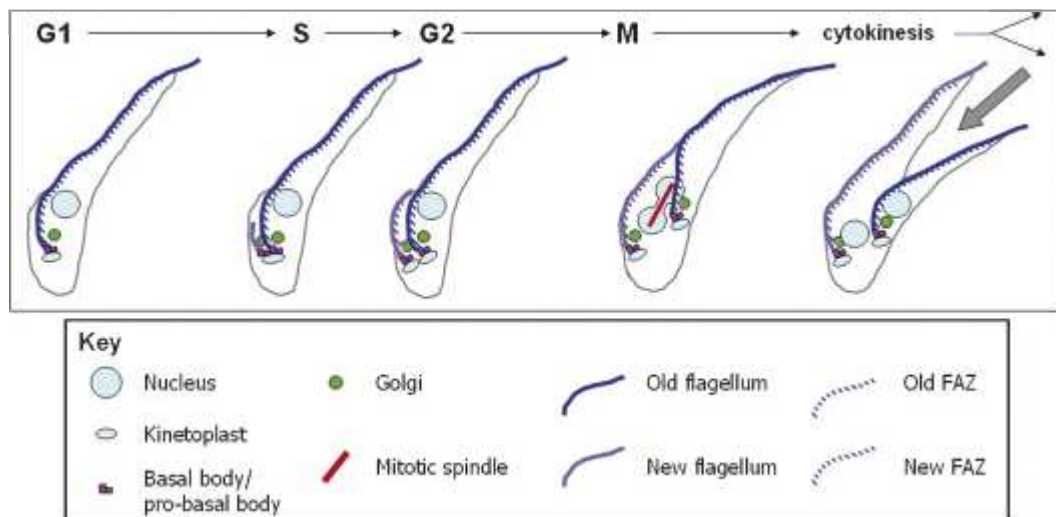 G1 S G2 M cytokinesis
Key
Nucleus Golgi Old flagellum Old FAZ
Kinetoplast
Mitotic spindle New flagellum New FAZ
Basal body/
pro-basal body